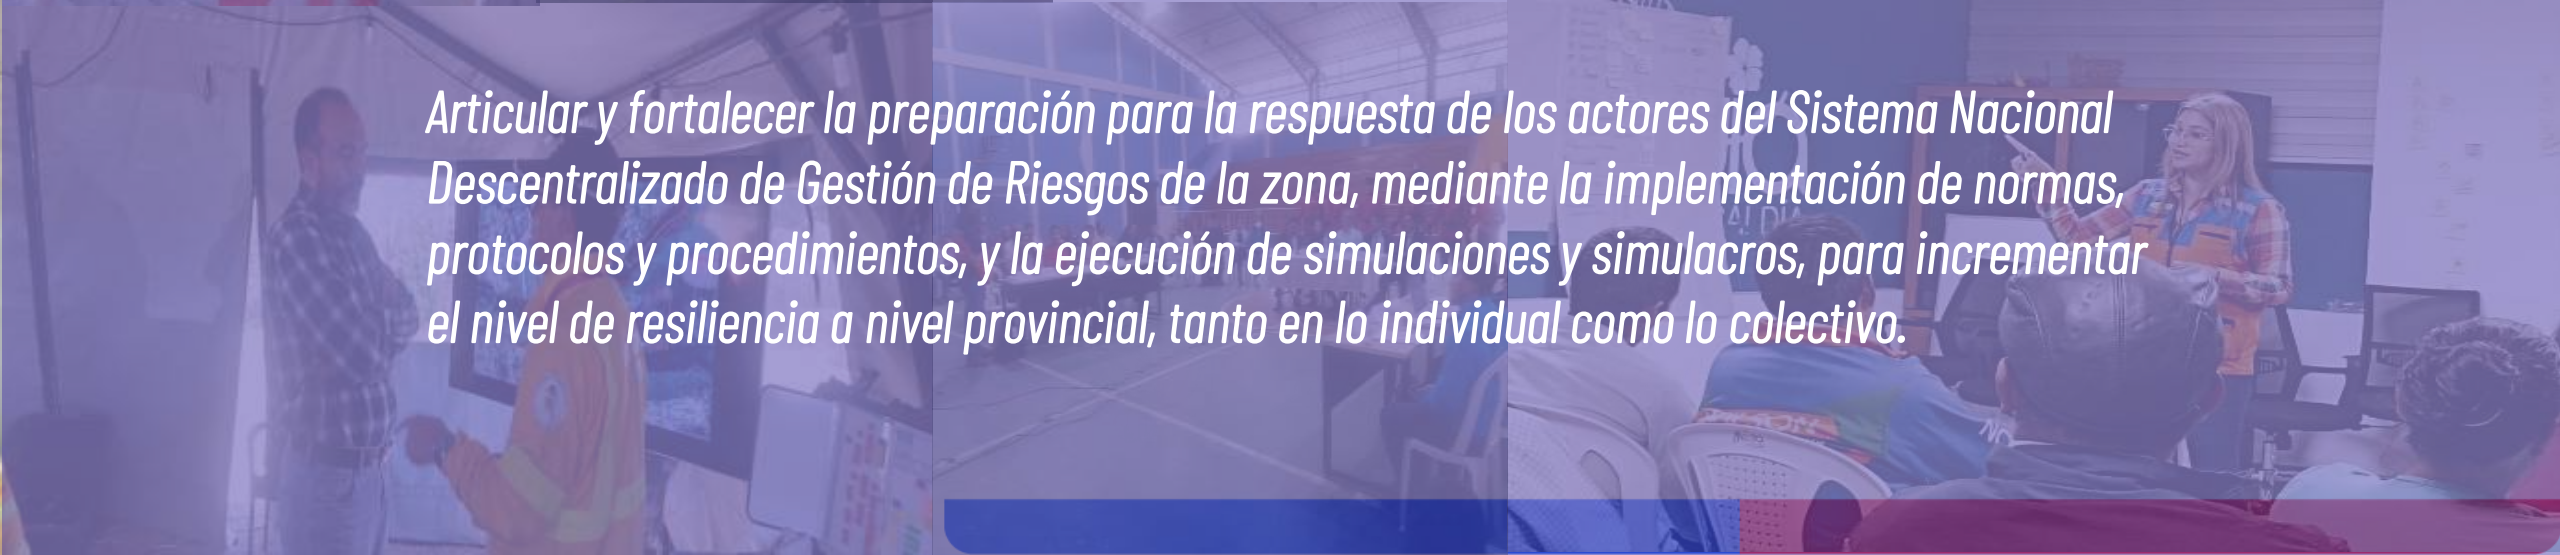 Articular y fortalecer la preparación para la respuesta de los actores del Sistema Nacional
Descentralizado de Gestión de Riesgos de la zona, mediante la implementación de normas,
protocolos y procedimientos, y la ejecución de simulaciones y simulacros, para incrementar
el nivel de resiliencia a nivel provincial, tanto en lo individual como lo colectivo.